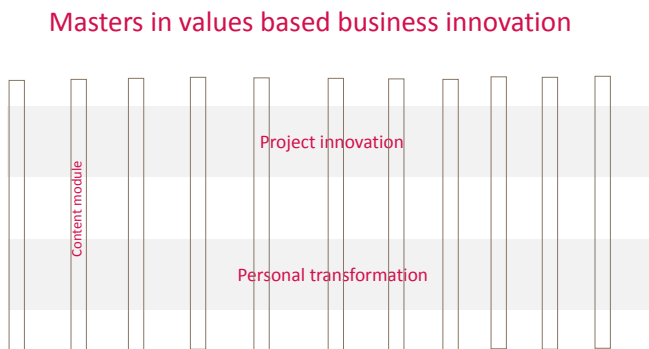 Masters in values based business innovation
Project innovation
Content module
Personal transformation